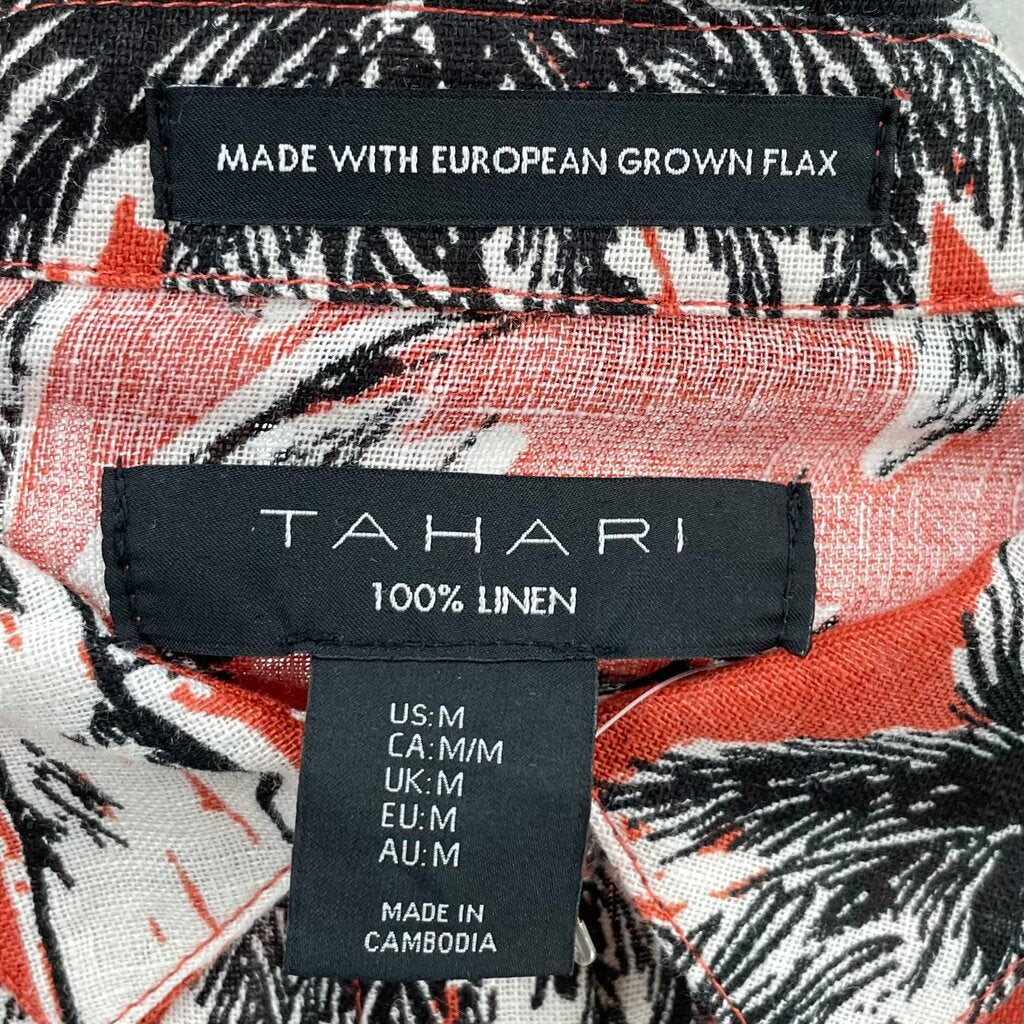 MADE WITH EUROPEAN GROWN FLAX
TAHARI
100% LINEN
US:M
CA:M/M
UK:M
EU:M
AU:M
MADE IN
CAMBODIA